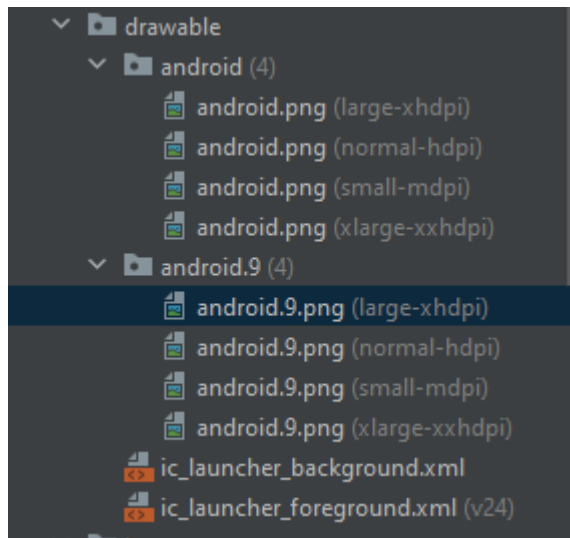 drawable
android (4)
android.png (large-xhdpi)
android.png (normal-hdpi)
android.png (small-mdpi)
android.png (xlarge-xxhdpi)
android.9 (4)
android.9.png (large-xhdpi)
android.9.png (normal-hdpi)
android.9.png (small-mdpi)
android.9.png (xlarge-xxhdpi)
ic_launcher_background.xml
ic_launcher_foreground.xml (v24)